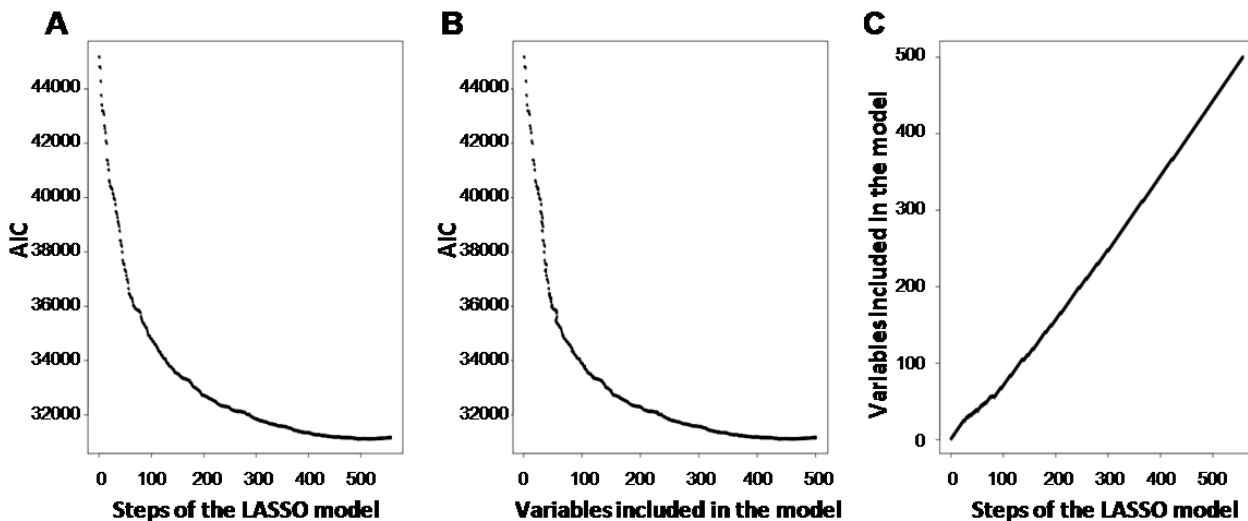 A
B
C
AIC
44000
42000
40000
38000
36000
34000
32000
0 100 200 300 400 500
Steps of the LASSO model
AIC
44000
42000
40000
38000
36000
34000
32000
0 100 200 300 400 500
Variables included in the model
Variables included in the model
500
400
300
200
100
0
0 100 200 300 400 500
Steps of the LASSO model